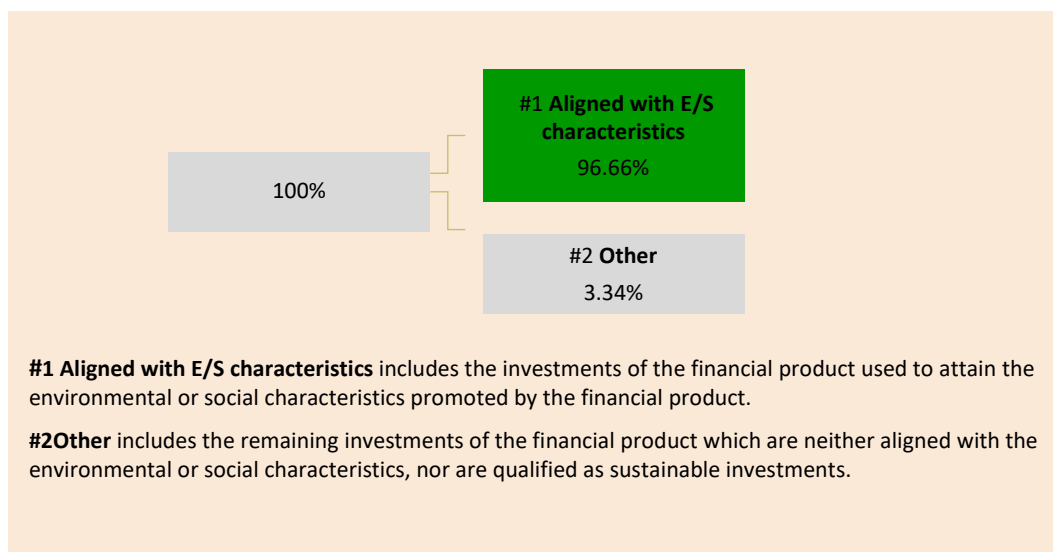 #1 Aligned with E/S
characteristics
96.66%
100%
#2 Other
3.34%
#1 Aligned with E/S characteristics includes the investments of the financial product used to attain the
environmental or social characteristics promoted by the financial product.
#2Other includes the remaining investments of the financial product which are neither aligned with the
environmental or social characteristics, nor are qualified as sustainable investments.